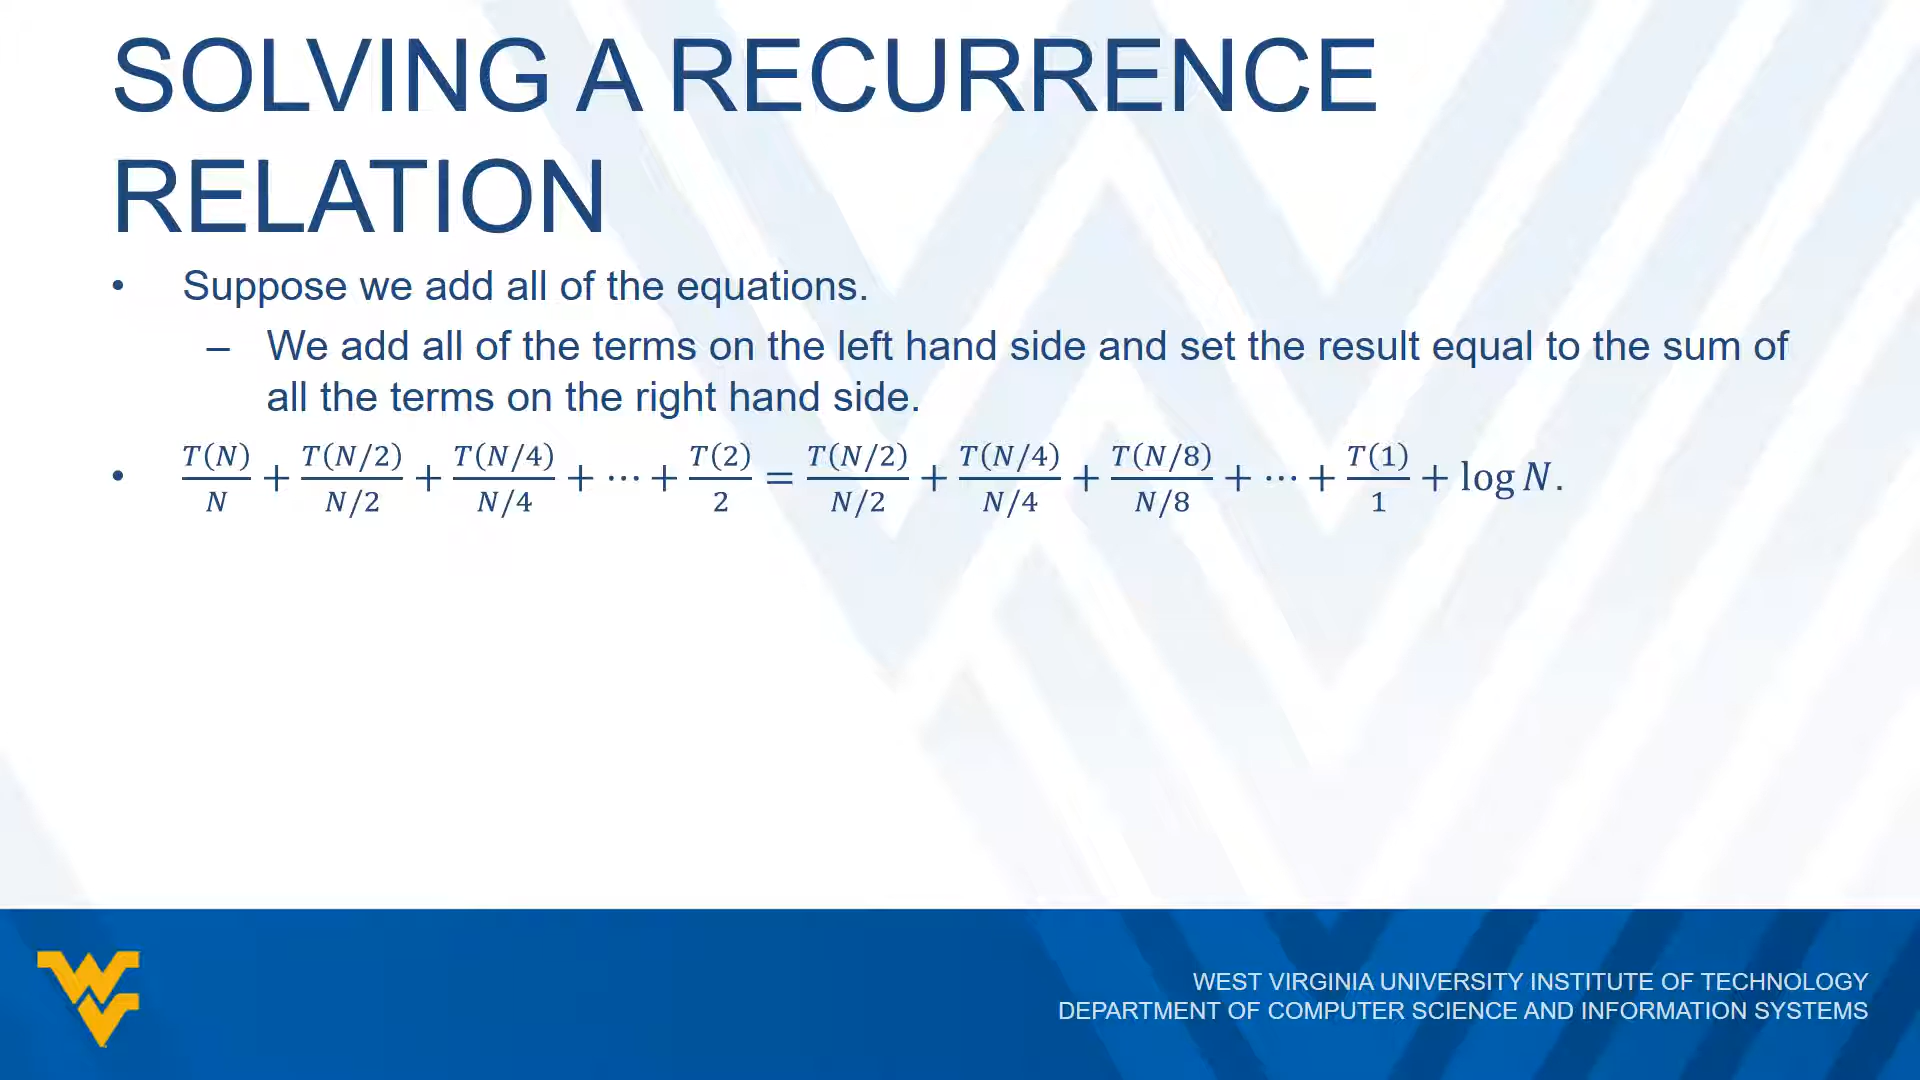 SOLVING A RECURRENCE
RELATION
• Suppose we add all of the equations.
– We add all of the terms on the left hand side and set the result equal to the sum of
all the terms on the right hand side.
• T(N)/N + T(N/2)/(N/2) + T(N/4)/(N/4) + ⋯ + T(2)/2 = T(N/2)/(N/2) + T(N/4)/(N/4) + T(N/8)/(N/8) + ⋯ + T(1)/1 + log N.
WEST VIRGINIA UNIVERSITY INSTITUTE OF TECHNOLOGY
DEPARTMENT OF COMPUTER SCIENCE AND INFORMATION SYSTEMS